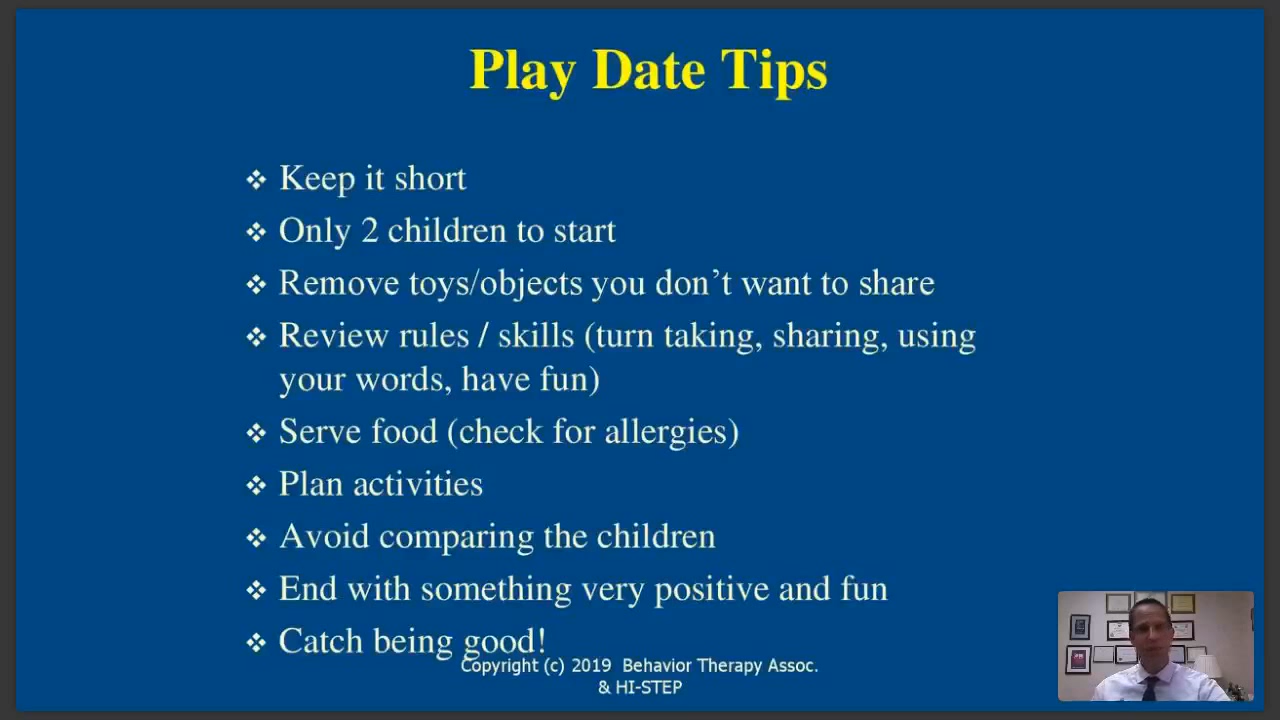 Play Date Tips
❖ Keep it short
❖ Only 2 children to start
❖ Remove toys/objects you don’t want to share
❖ Review rules / skills (turn taking, sharing, using
your words, have fun)
❖ Serve food (check for allergies)
❖ Plan activities
❖ Avoid comparing the children
❖ End with something very positive and fun
❖ Catch being good!
Copyright (c) 2019 Behavior Therapy Assoc.
& HI-STEP